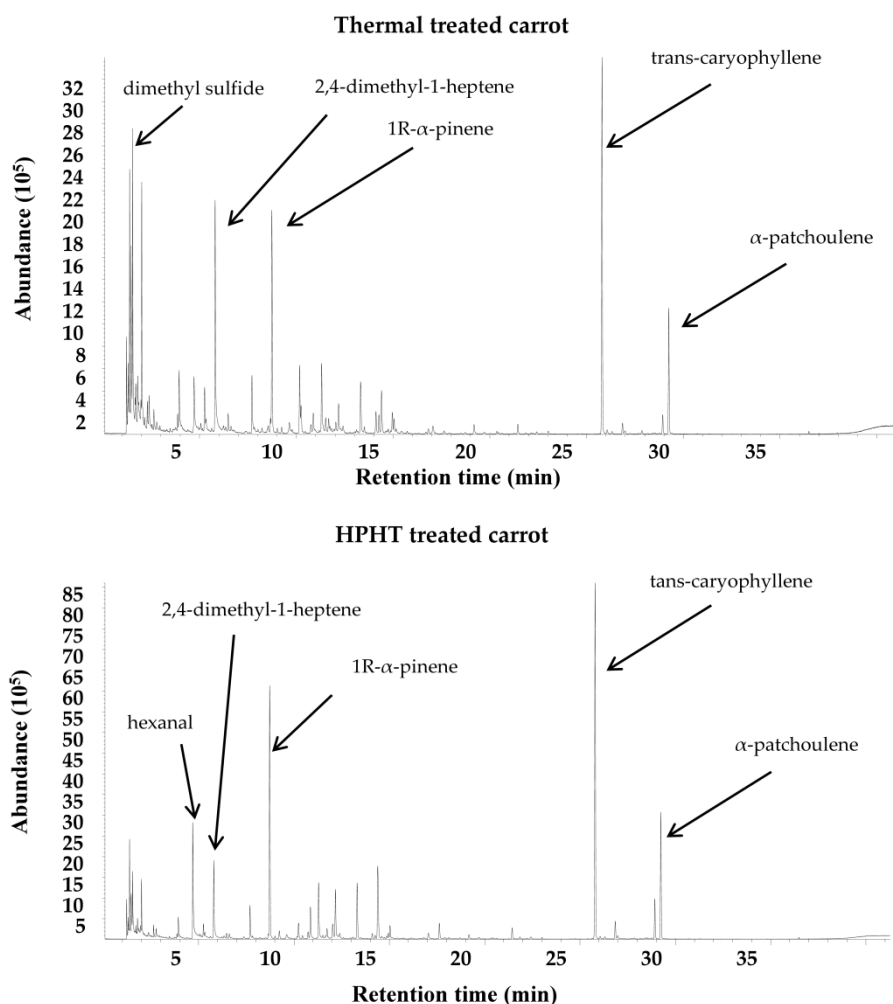 Thermal treated carrot
trans-caryophyllene
dimethyl sulfide
2,4-dimethyl-1-heptene
1R-α-pinene
α-patchoulene
Abundance (10⁵)
32
30
28
26
24
22
20
18
16
14
12
10
8
6
4
2
5 10 15 20 25 30 35
Retention time (min)
HPHT treated carrot
tans-caryophyllene
2,4-dimethyl-1-heptene
1R-α-pinene
hexanal
α-patchoulene
Abundance (10⁵)
85
80
75
70
65
60
55
50
45
40
35
30
25
20
15
10
5
5 10 15 20 25 30 35
Retention time (min)